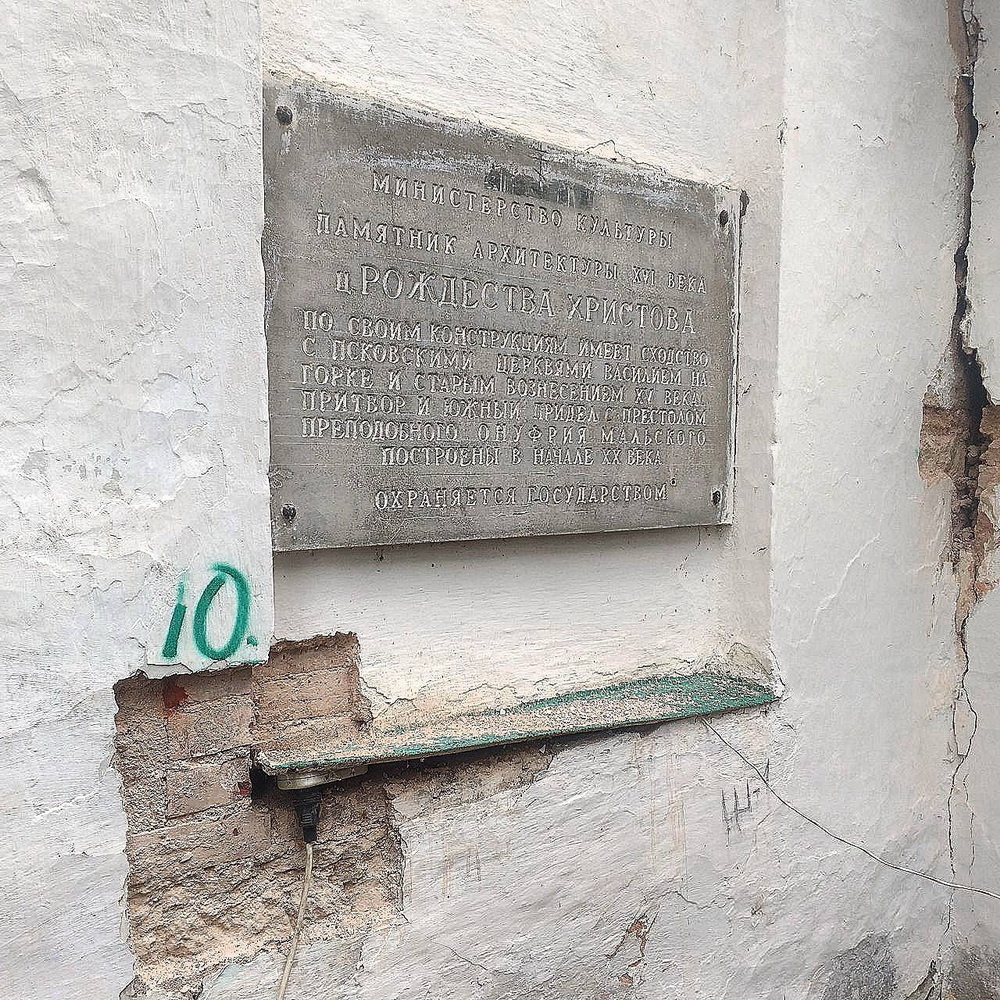 МИНИСТЕРСТВО КУЛЬТУРЫ
ПАМЯТНИК АРХИТЕКТУРЫ XVI ВЕКА
ц. РОЖДЕСТВА ХРИСТОВА
ПО СВОИМ КОНСТРУКЦИЯМ ИМЕЕТ СХОДСТВО
С ПСКОВСКИМИ ЦЕРКВЯМИ ВАСИЛИЕМ НА
ГОРКЕ И СТАРЫМ ВОЗНЕСЕНИЕМ XV ВЕКА.
ПРИТВОР И ЮЖНЫЙ ПРИДЕЛ С ПРЕСТОЛОМ
ПРЕПОДОБНОГО ОНУФРИЯ МАЛЬСКОГО
ПОСТРОЕНЫ В НАЧАЛЕ XX ВЕКА
ОХРАНЯЕТСЯ ГОСУДАРСТВОМ
10.